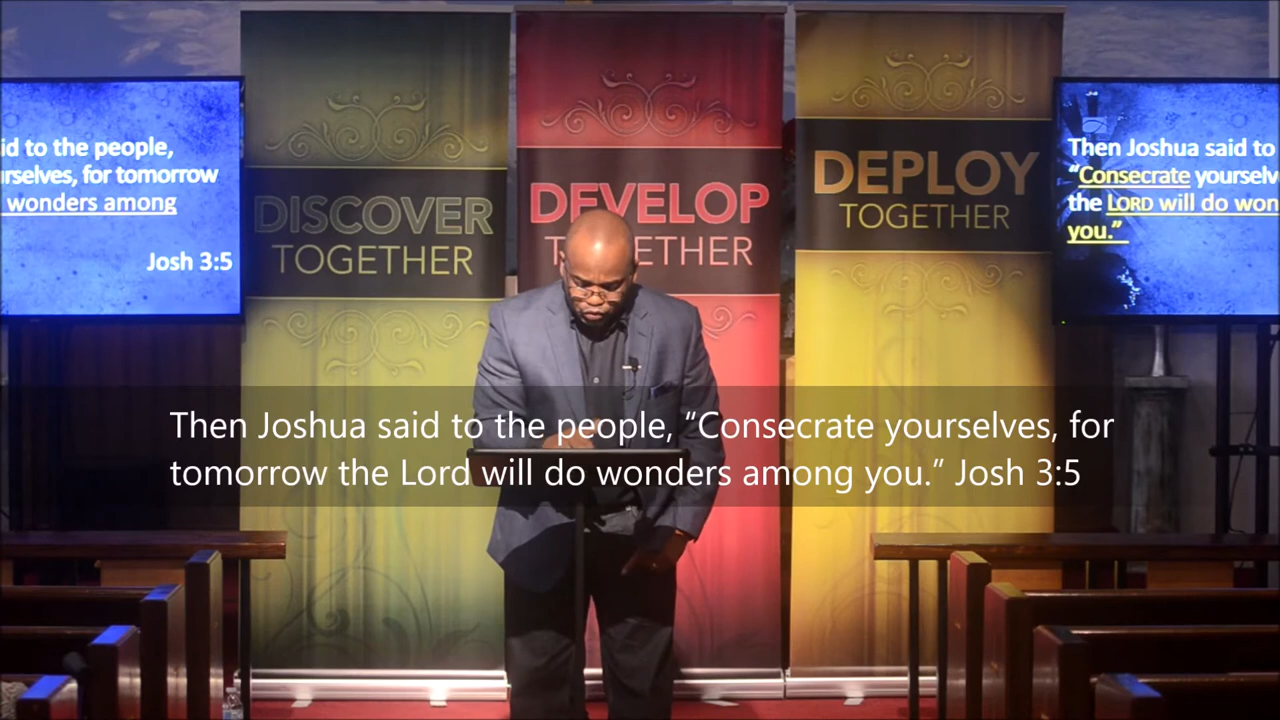 id to the people,
urselves, for tomorrow
wonders among
Josh 3:5
DISCOVER
TOGETHER
DEVELOP
TOGETHER
DEPLOY
TOGETHER
Then Joshua said to
“Consecrate yourselv
the LORD will do won
you.”
Then Joshua said to the people, “Consecrate yourselves, for
tomorrow the Lord will do wonders among you.” Josh 3:5